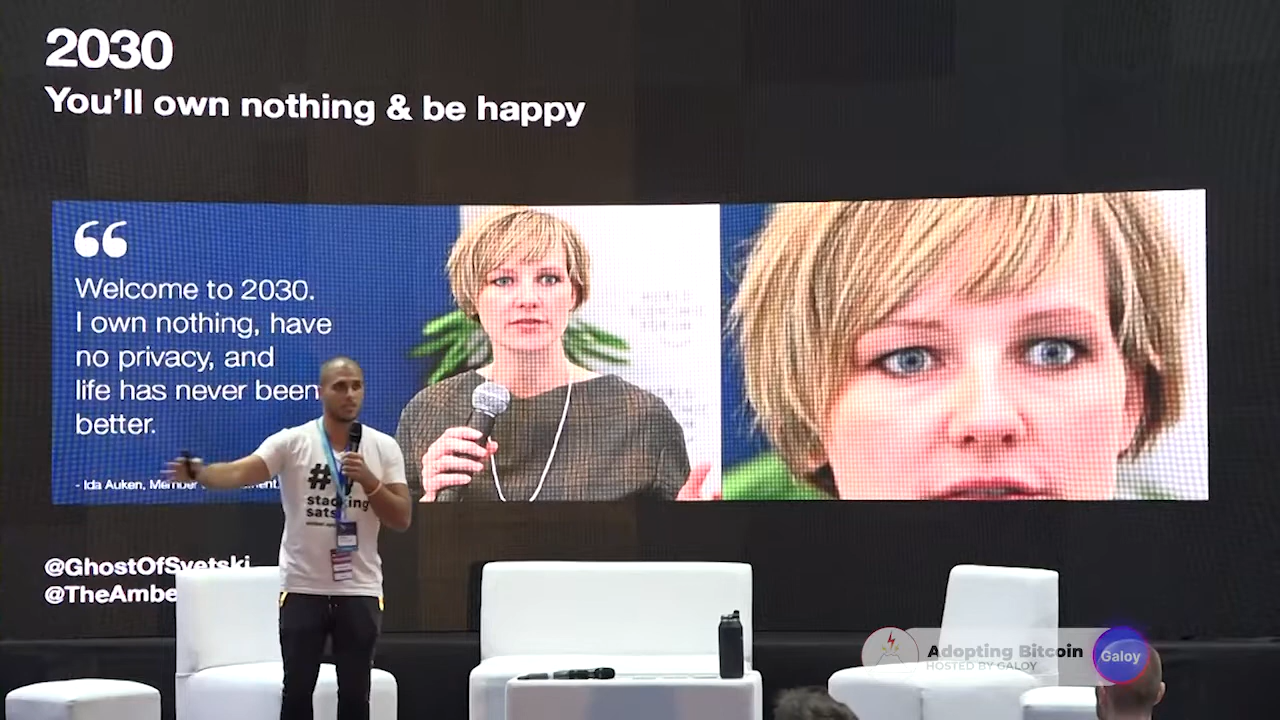 2030
You'll own nothing & be happy
Welcome to 2030.
I own nothing, have
no privacy, and
life has never been
better.
- Ida Auken,
@GhostOfSvetski
#
stacking
sats
Adopting Bitcoin
HOSTED BY GALOY
Galoy